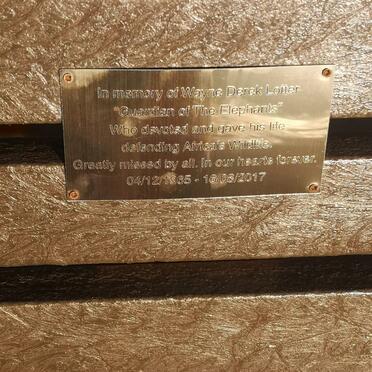 In memory of Wayne Derek Lotter
"Guardian of The Elephants"
Who devoted and gave his life
defending Africa's Wildlife.
Greatly missed by all. In our hearts forever.
04/12/1965 - 16/08/2017